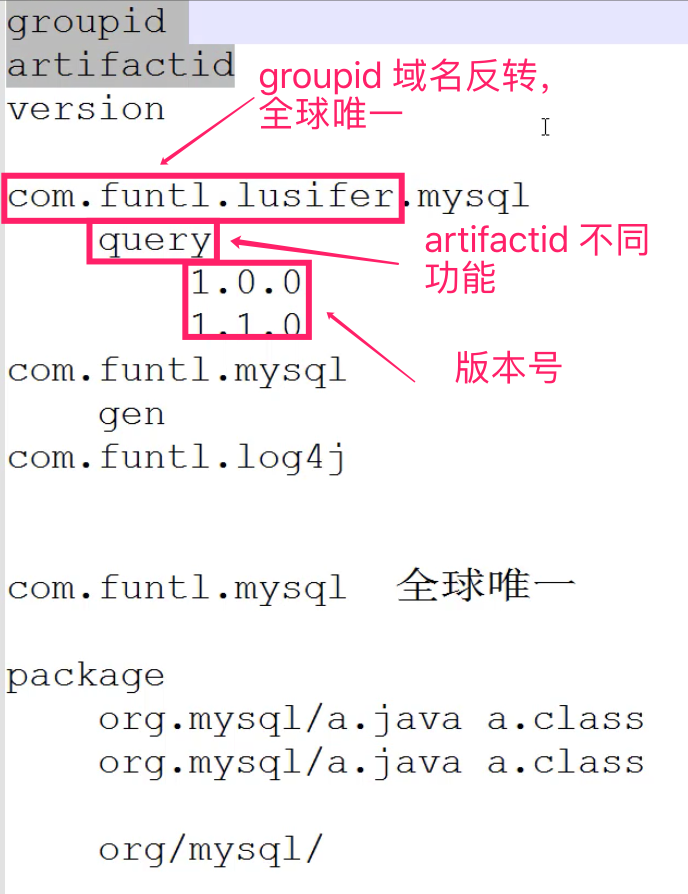 groupid
artifactid
version
groupid 域名反转，
全球唯一
com.funtl.lusifer.mysql
query
artifactid 不同
功能
1.0.0
1.1.0
版本号
com.funtl.mysql
gen
com.funtl.log4j
com.funtl.mysql 全球唯一
package
org.mysql/a.java a.class
org.mysql/a.java a.class
org/mysql/